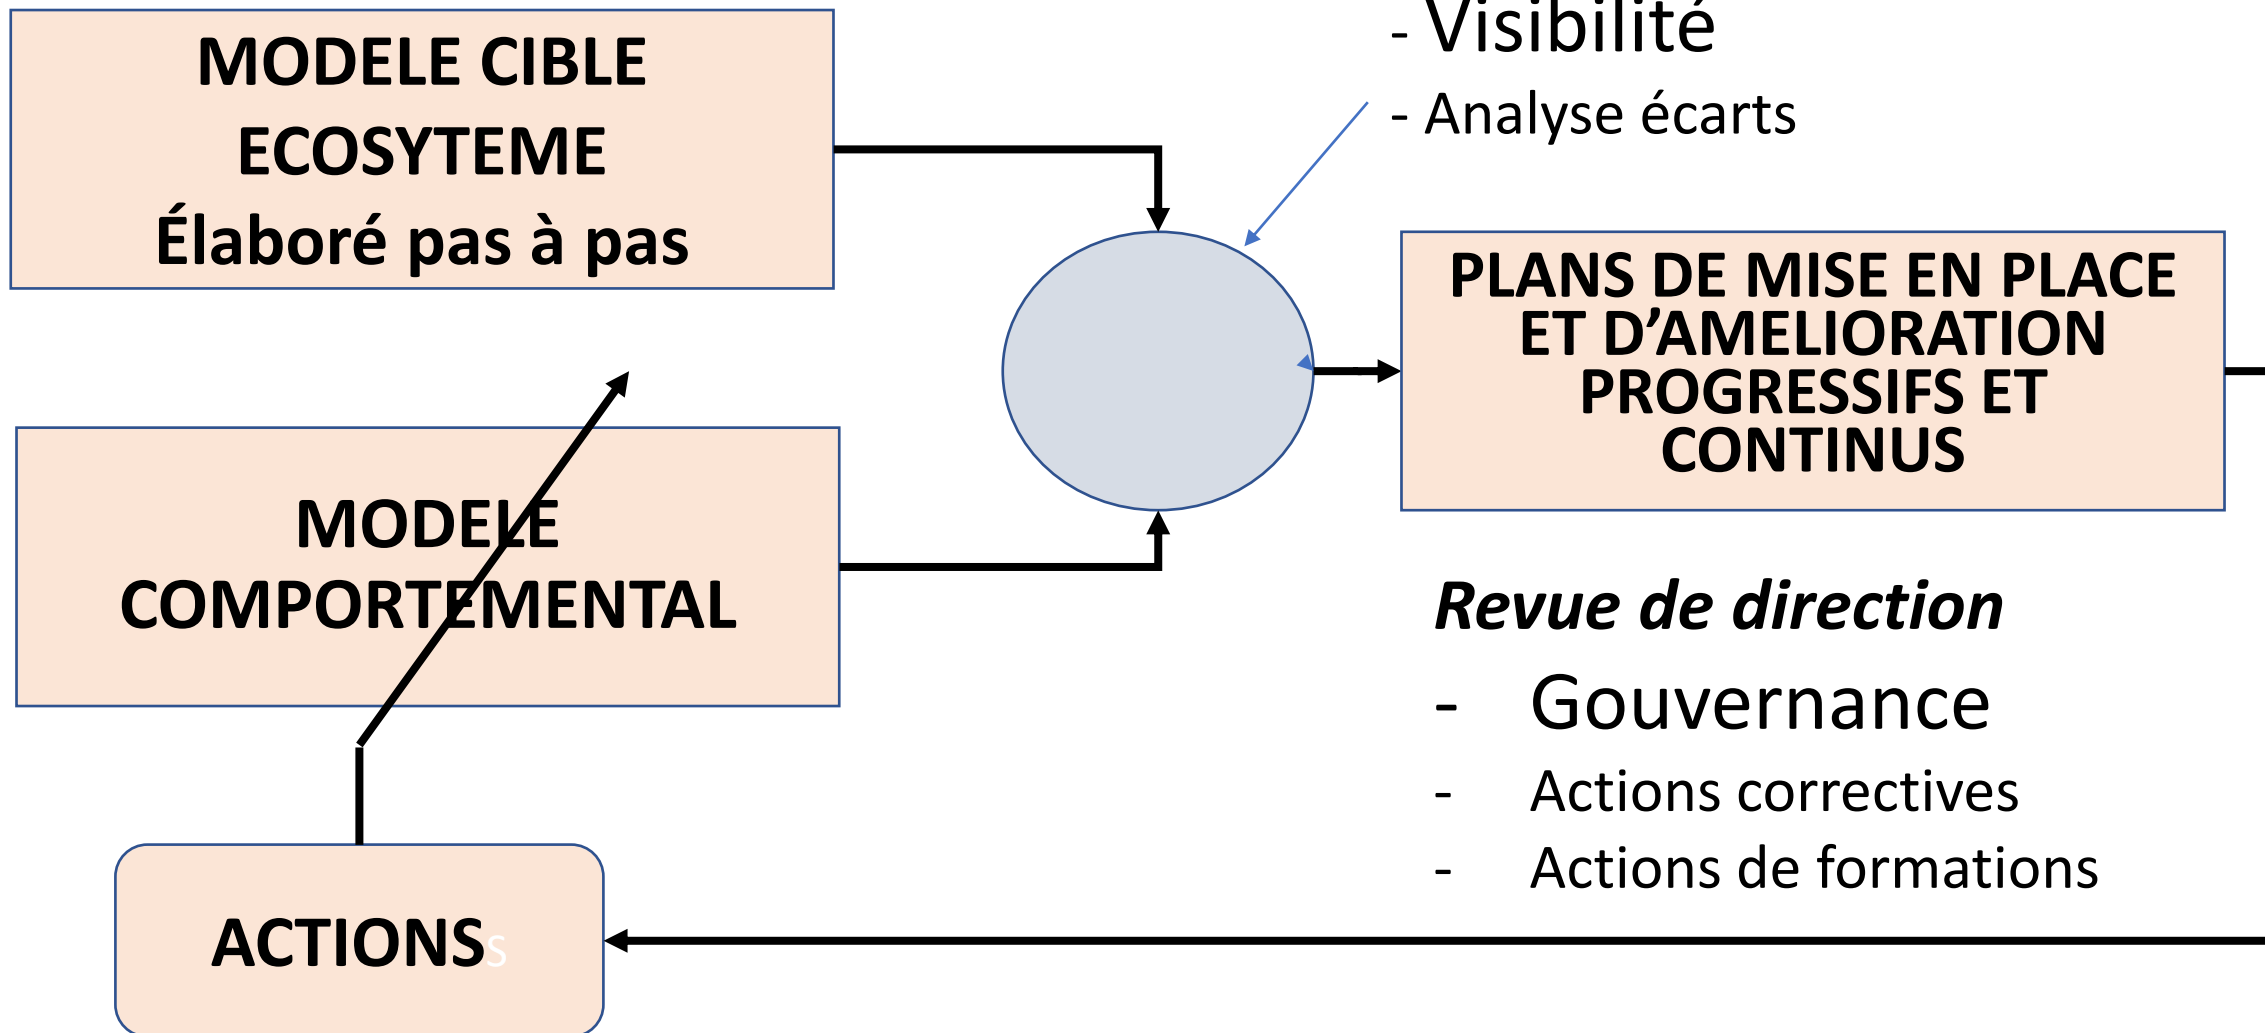 MODELE CIBLE
ECOSYTEME
Élaboré pas à pas
- Visibilité
- Analyse écarts
PLANS DE MISE EN PLACE
ET D’AMELIORATION
PROGRESSIFS ET
CONTINUS
MODELE
COMPORTEMENTAL
Revue de direction
- Gouvernance
- Actions correctives
- Actions de formations
ACTIONSs